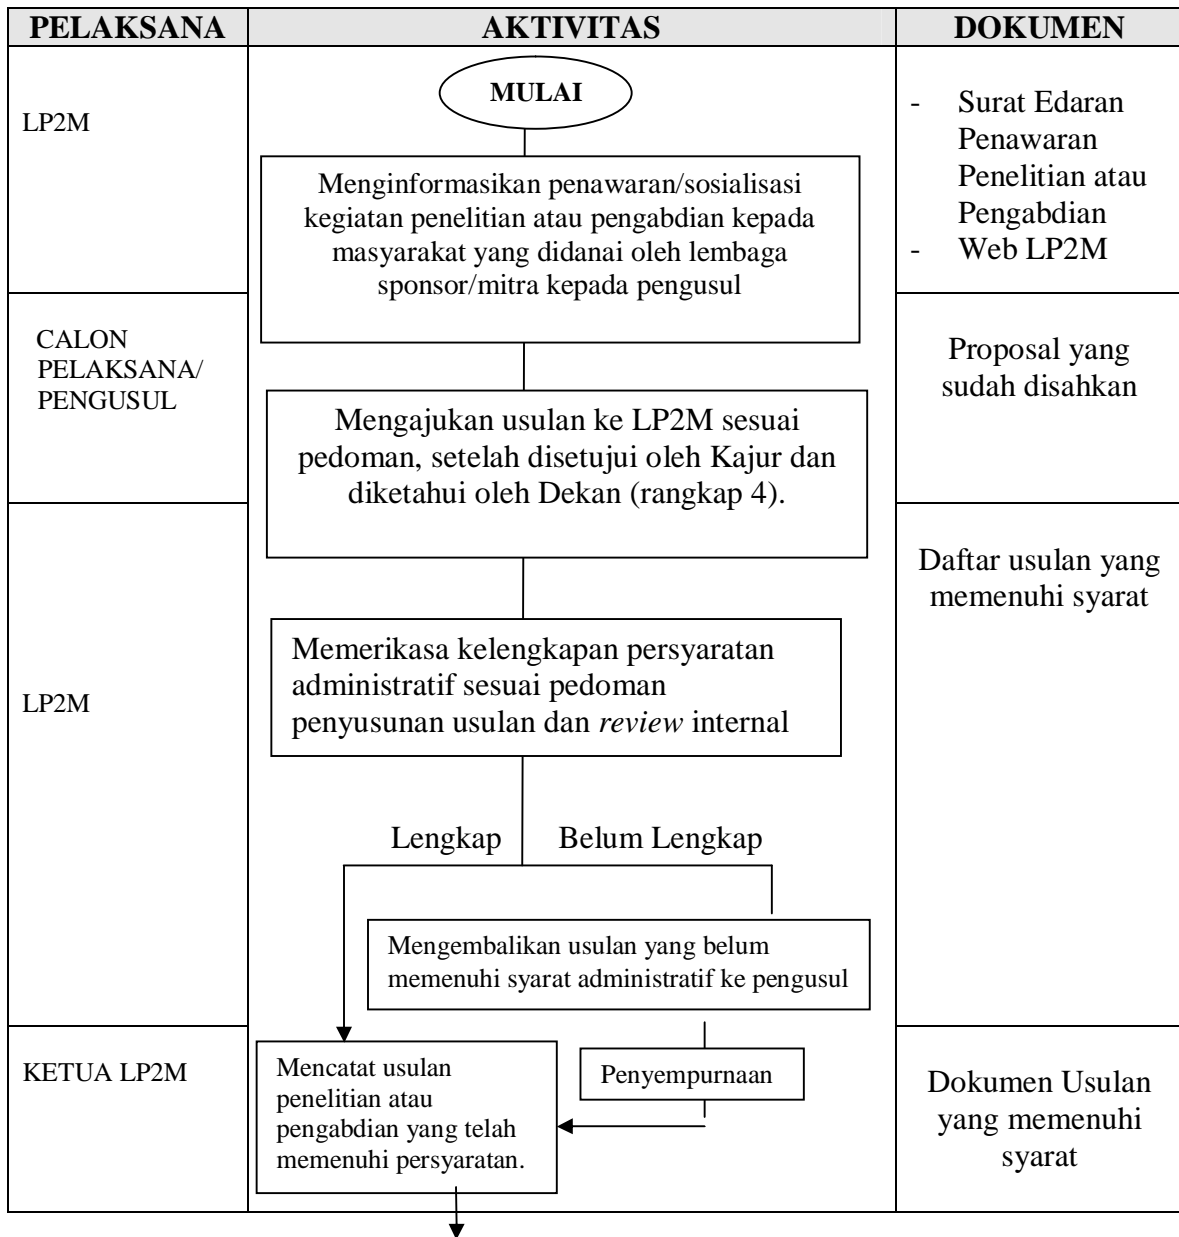 PELAKSANA AKTIVITAS DOKUMEN
LP2M
MULAI
Menginformasikan penawaran/sosialisasi
kegiatan penelitian atau pengabdian kepada
masyarakat yang didanai oleh lembaga
sponsor/mitra kepada pengusul
- Surat Edaran
Penawaran
Penelitian atau
Pengabdian
- Web LP2M
CALON
PELAKSANA/
PENGUSUL
Mengajukan usulan ke LP2M sesuai
pedoman, setelah disetujui oleh Kajur dan
diketahui oleh Dekan (rangkap 4).
Proposal yang
sudah disahkan
LP2M
Memerikasa kelengkapan persyaratan
administratif sesuai pedoman
penyusunan usulan dan review internal
Lengkap Belum Lengkap
Mengembalikan usulan yang belum
memenuhi syarat administratif ke pengusul
Daftar usulan yang
memenuhi syarat
KETUA LP2M
Mencatat usulan
penelitian atau
pengabdian yang telah
memenuhi persyaratan.
Penyempurnaan
Dokumen Usulan
yang memenuhi
syarat